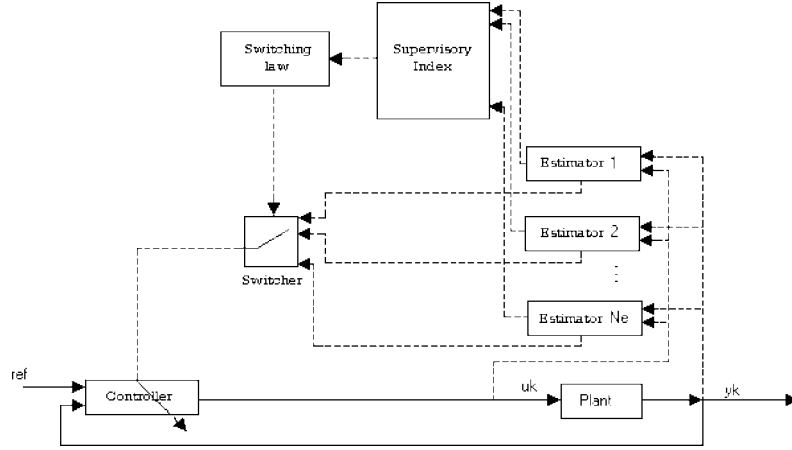 Switching
law
Supervisory
Index
Estimator 1
Estimator 2
Switcher
Estimator Ne
ref
Controller
uk
Plant
yk